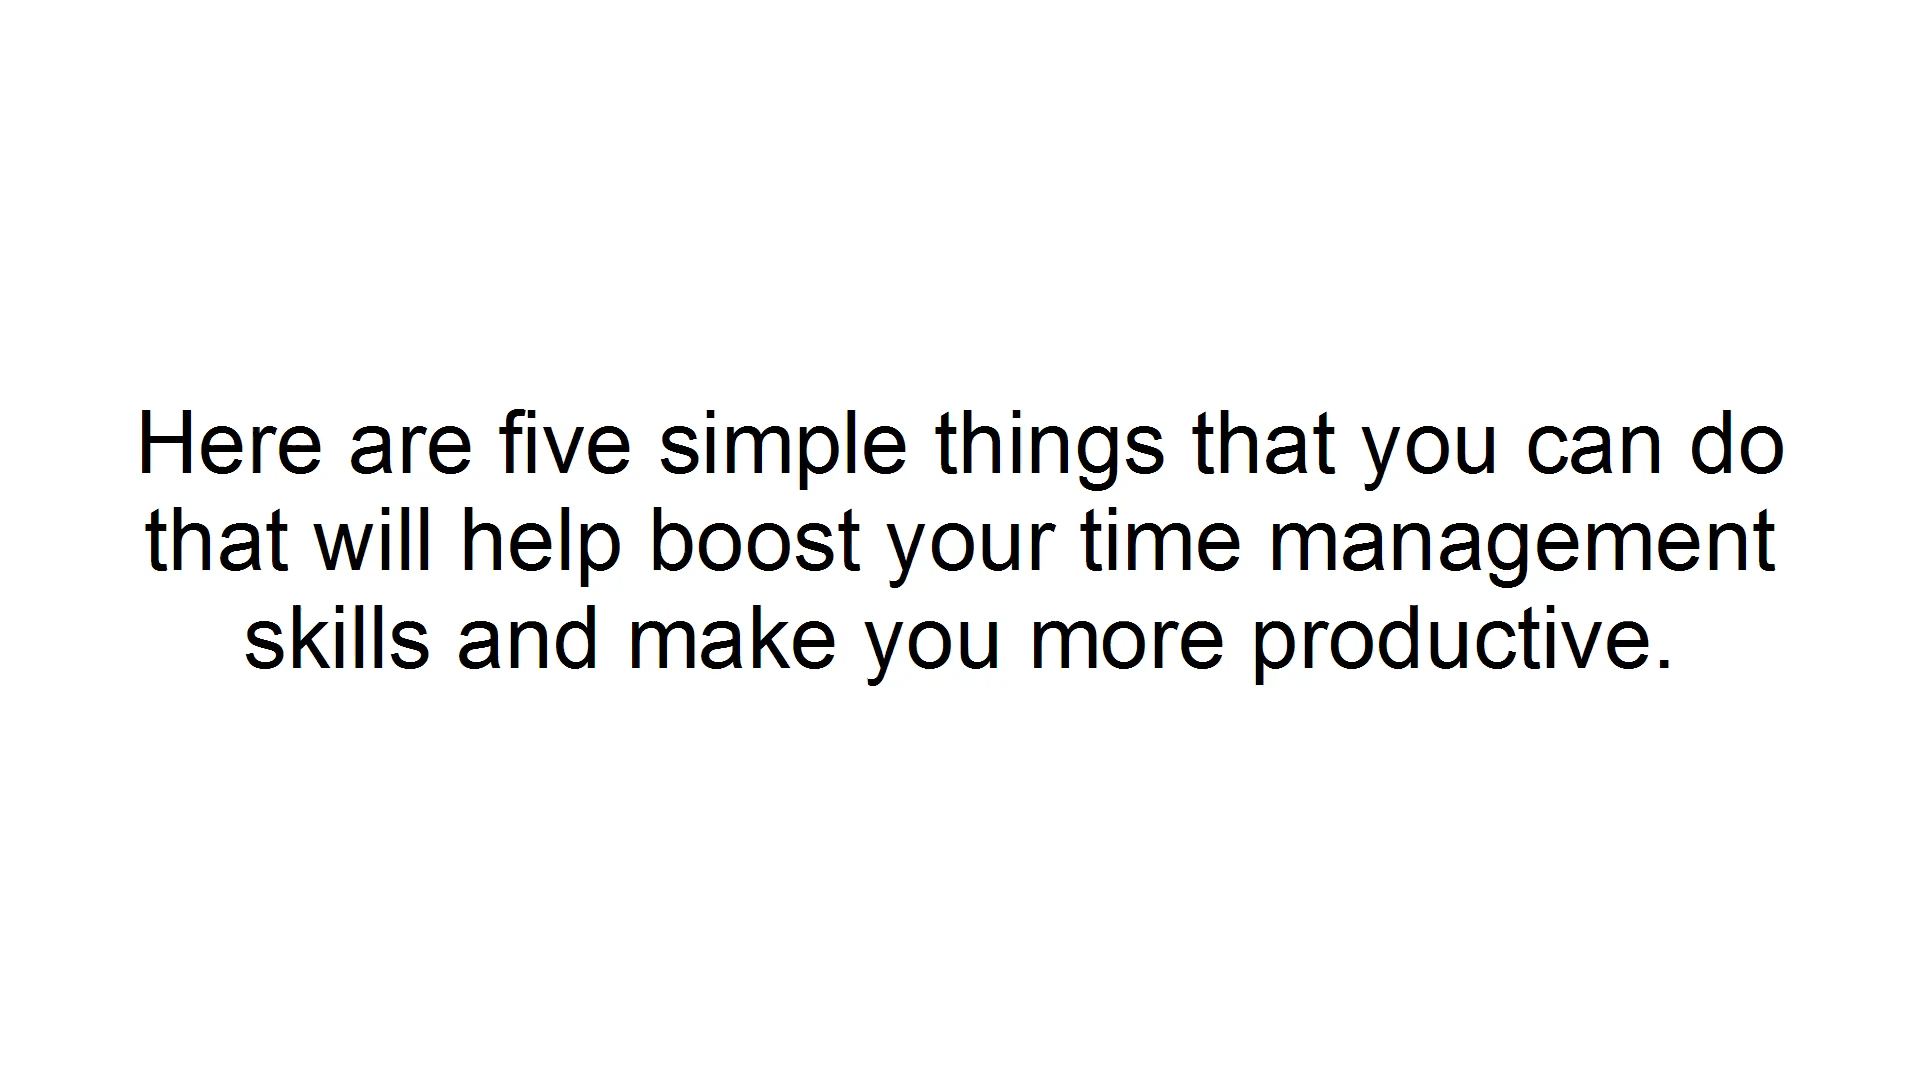 Here are five simple things that you can do
that will help boost your time management
skills and make you more productive.